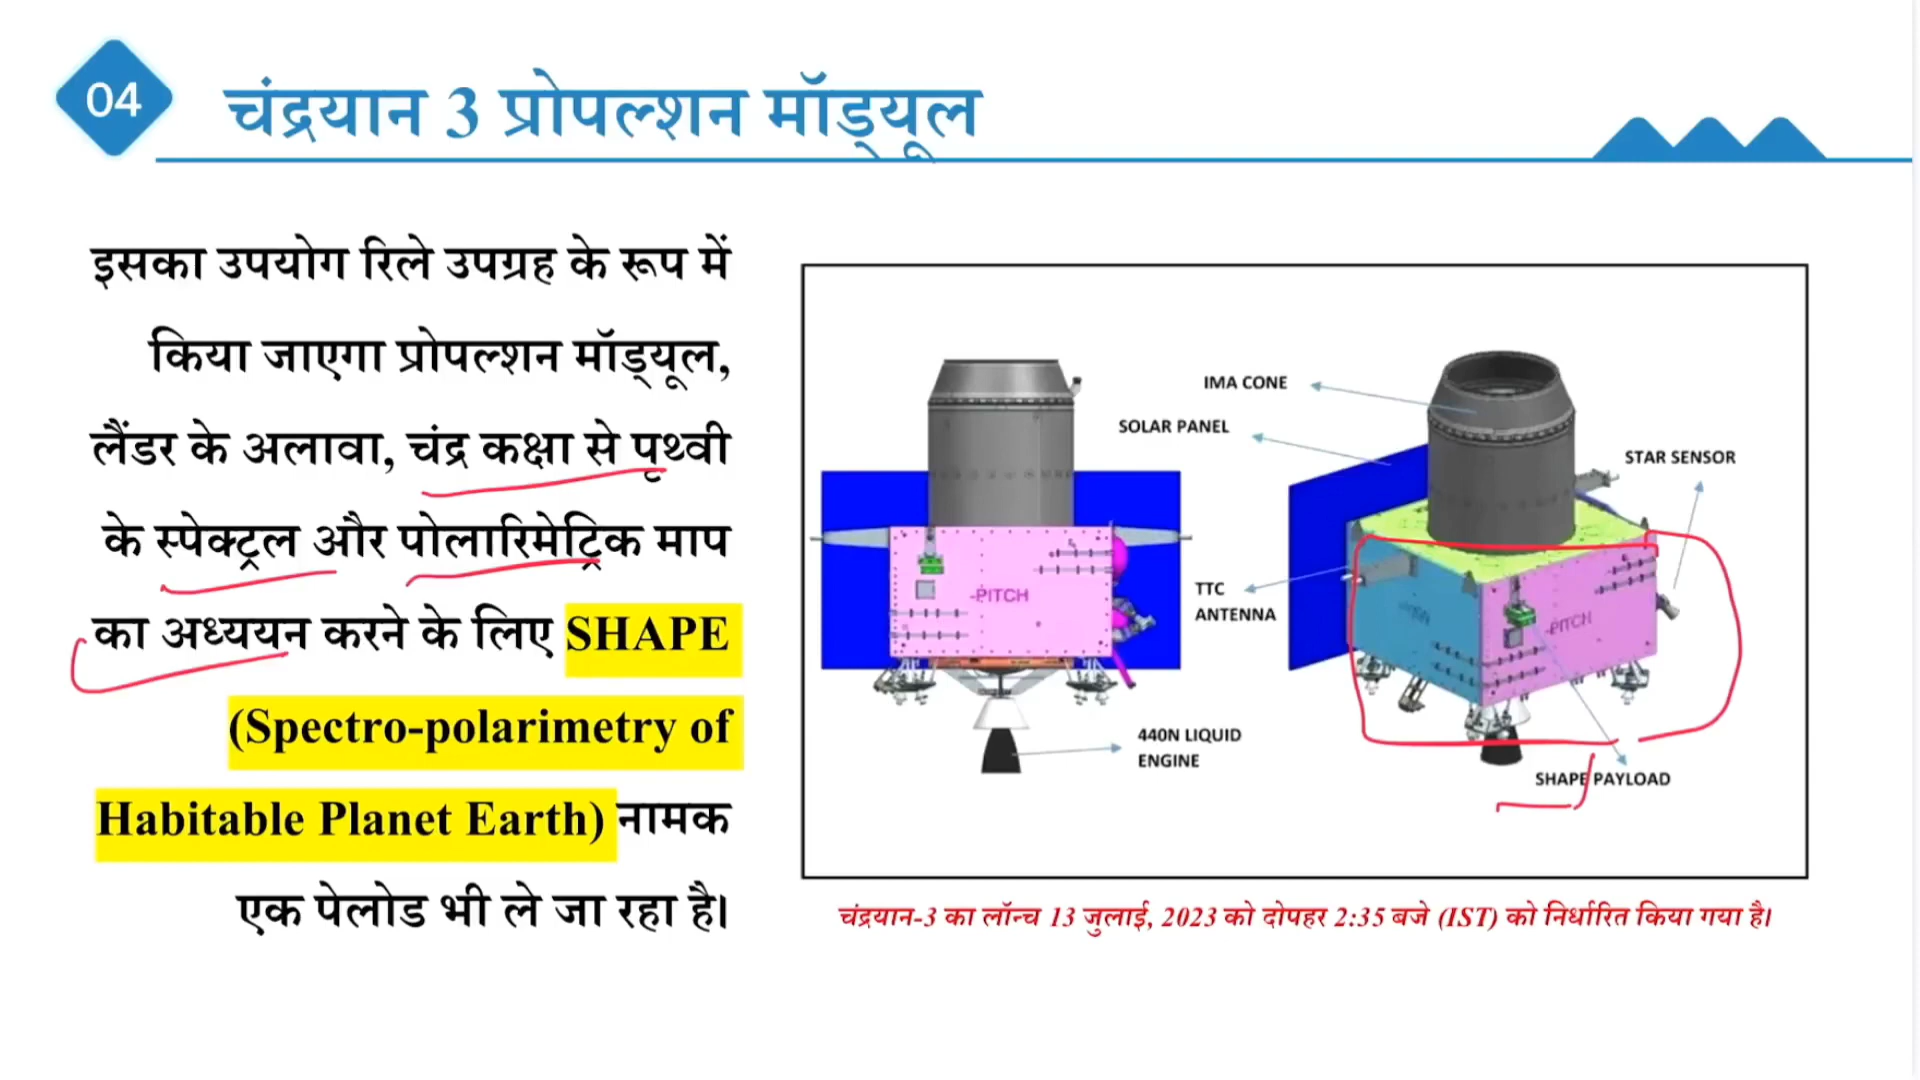 04
चंद्रयान 3 प्रोपल्शन मॉड्यूल
इसका उपयोग रिले उपग्रह के रूप में
किया जाएगा प्रोपल्शन मॉड्यूल,
लैंडर के अलावा, चंद्र कक्षा से पृथ्वी
के स्पेक्ट्रल और पोलारिमेट्रिक माप
का अध्ययन करने के लिए SHAPE
(Spectro-polarimetry of
Habitable Planet Earth) नामक
एक पेलोड भी ले जा रहा है।
IMA CONE
SOLAR PANEL
STAR SENSOR
TTC
ANTENNA
-PITCH
-PITCH
440N LIQUID
ENGINE
SHAPE PAYLOAD
चंद्रयान-3 का लॉन्च 13 जुलाई, 2023 को दोपहर 2:35 बजे (IST) को निर्धारित किया गया है।